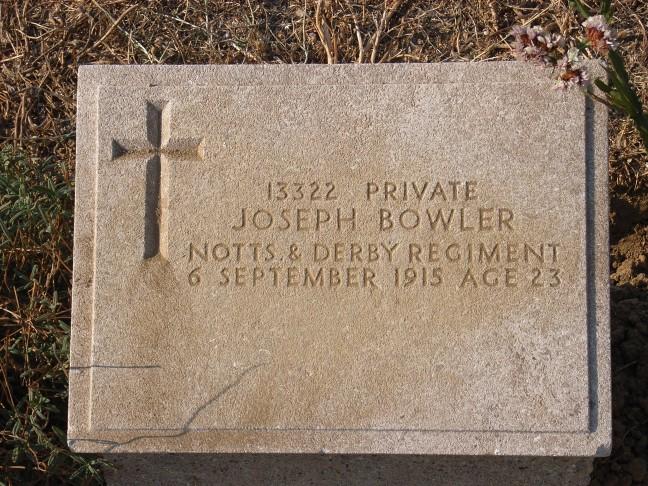 13322 PRIVATE
JOSEPH BOWLER
NOTTS. & DERBY REGIMENT
6 SEPTEMBER 1915 AGE 23